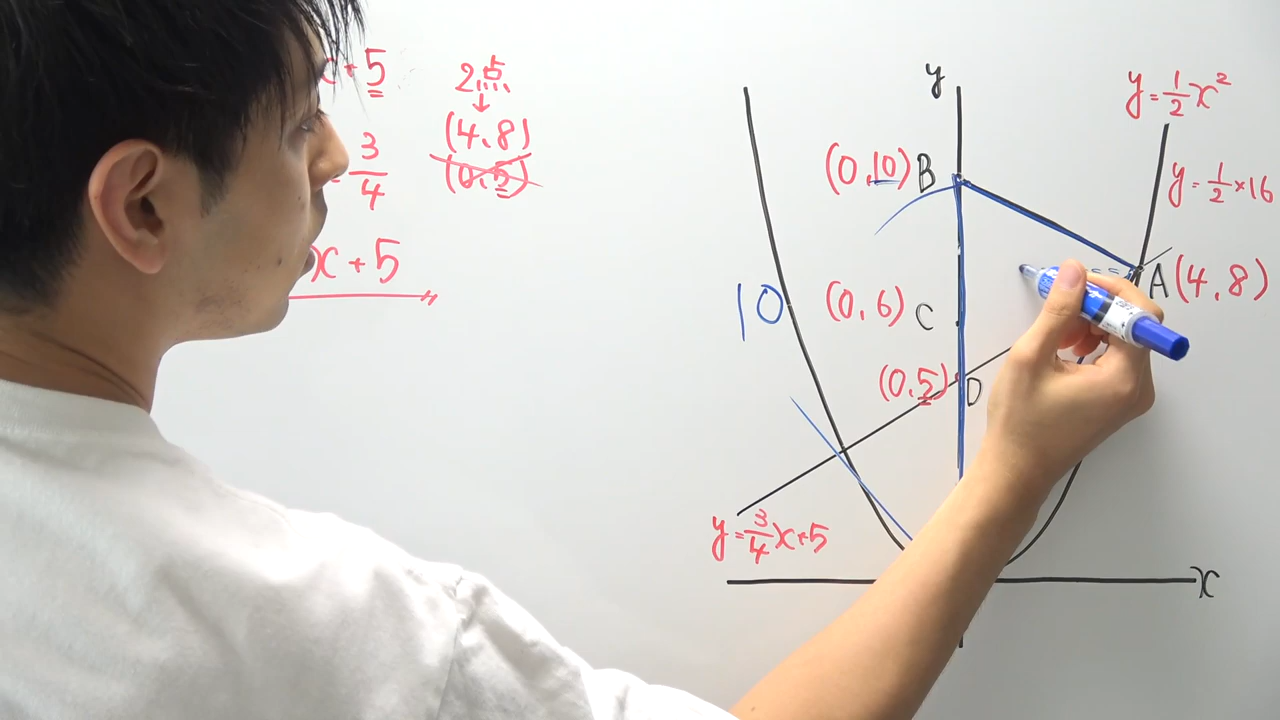 x+5
3/4
x+5
2点
↓
(4.8)
(0.5)
y
y=1/2x²
(0,10) B
y=1/2×16
A(4,8)
10
(0,6) C
(0.5) D
y=3/4x+5
x